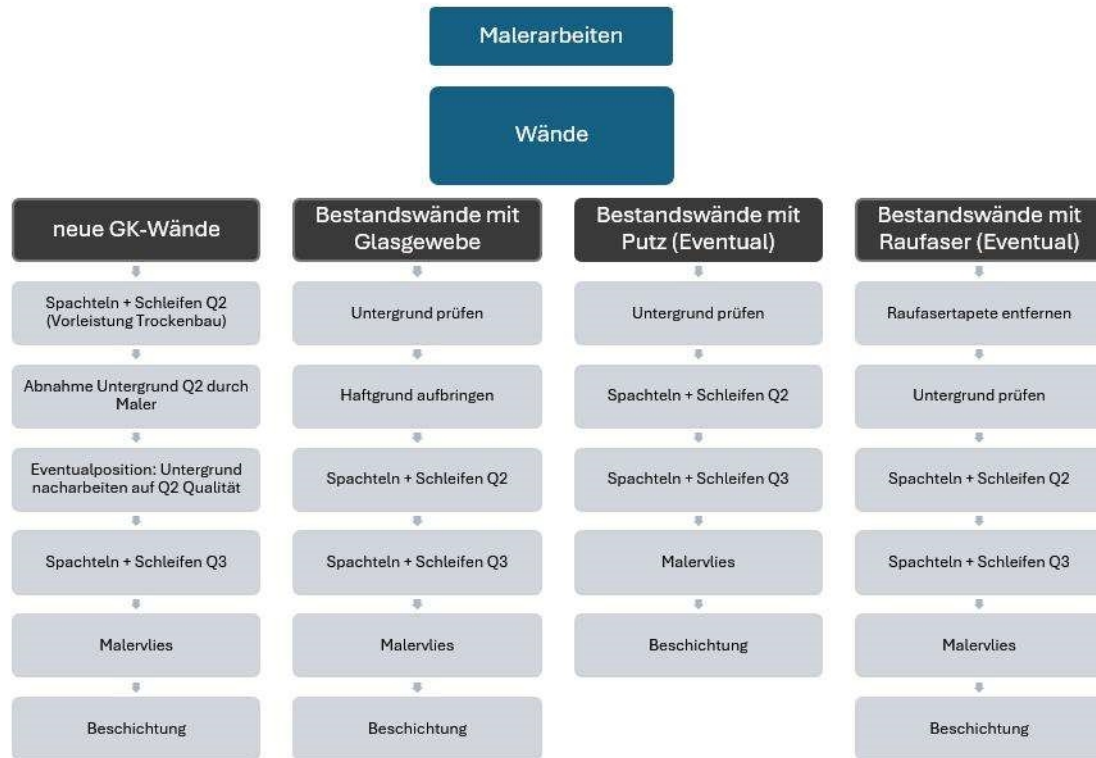 Malerarbeiten
Wände
neue GK-Wände
Spachteln + Schleifen Q2
(Vorleistung Trockenbau)
Abnahme Untergrund Q2 durch
Maler
Eventualposition: Untergrund
nacharbeiten auf Q2 Qualität
Spachteln + Schleifen Q3
Malervlies
Beschichtung
Bestandswände mit
Glasgewebe
Untergrund prüfen
Haftgrund aufbringen
Spachteln + Schleifen Q2
Spachteln + Schleifen Q3
Malervlies
Beschichtung
Bestandswände mit
Putz (Eventual)
Untergrund prüfen
Spachteln + Schleifen Q2
Spachteln + Schleifen Q3
Malervlies
Beschichtung
Bestandswände mit
Raufaser (Eventual)
Raufasertapete entfernen
Untergrund prüfen
Spachteln + Schleifen Q2
Spachteln + Schleifen Q3
Malervlies
Beschichtung